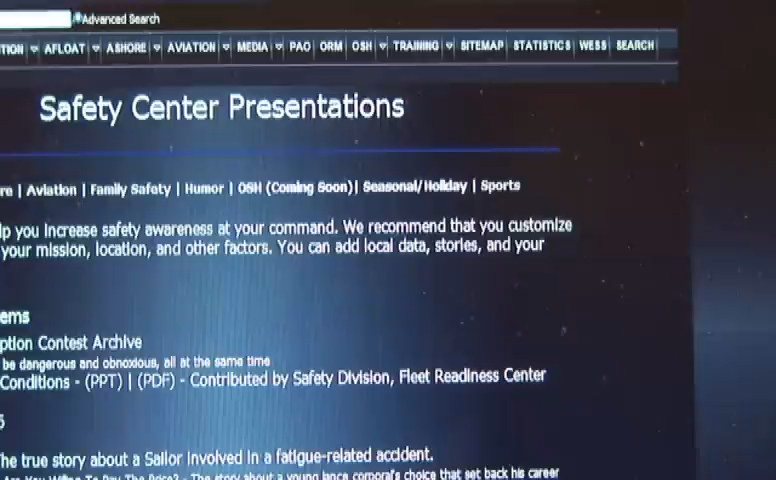 Advanced Search
TION AFLOAT ASHORE AVIATION MEDIA PAO ORM OSH TRAINING SITEMAP STATISTICS WESS SEARCH
Safety Center Presentations
re | Aviation | Family Safety | Humor | OSH (Coming Soon)| Seasonal/Holiday | Sports
lp you increase safety awareness at your command. We recommend that you customize
your mission, location, and other factors. You can add local data, stories, and your
ems
ption Contest Archive
be dangerous and obnoxious, all at the same time
Conditions - (PPT) | (PDF) - Contributed by Safety Division, Fleet Readiness Center
he true story about a Sailor involved in a fatigue-related accident.
Are You Willing To Pay The Price? - The story about a young lance corporal's choice that set back his career